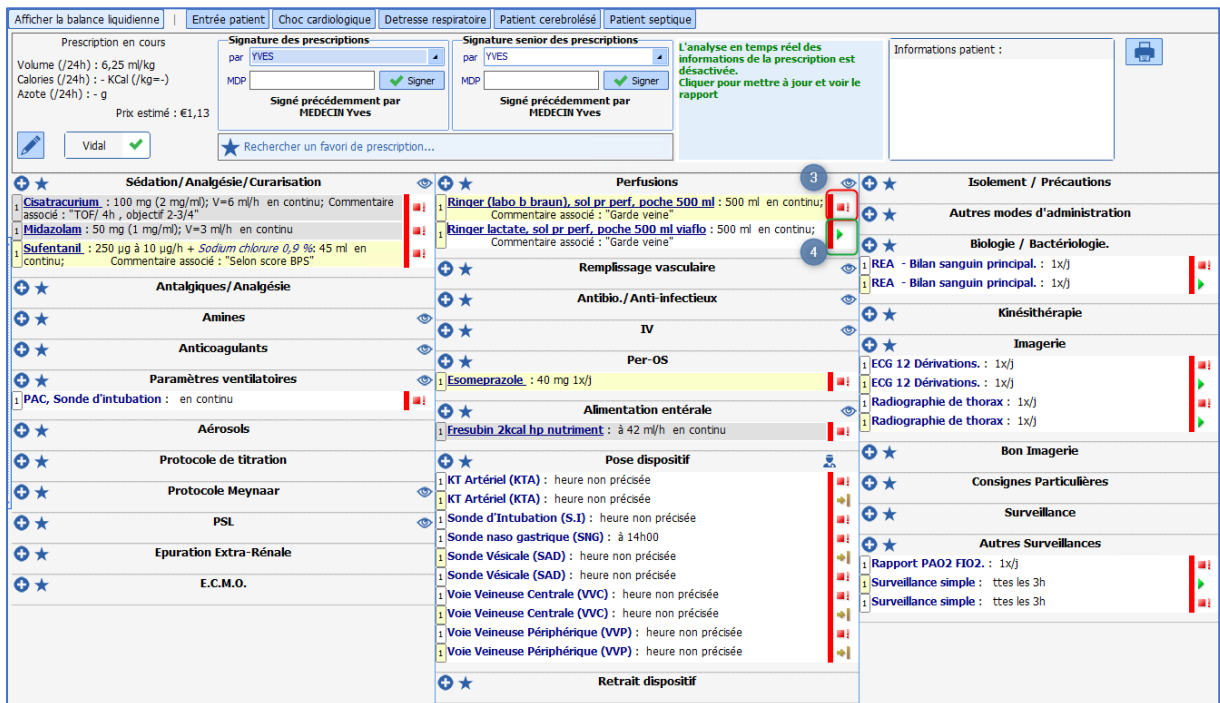 Afficher la balance liquidienne | Entrée patient Choc cardiologique Detresse respiratoire Patient cerebrolésé Patient septique
Prescription en cours
Volume (/24h) : 6,25 ml/kg
Calories (/24h) : - KCal (/kg=-)
Azote (/24h) : - g
Prix estimé : €1,13
Vidal
Signature des prescriptions
par YVES
MDP Signer
Signé précédemment par
MEDECIN Yves
Signature senior des prescriptions
par YVES
MDP Signer
Signé précédemment par
MEDECIN Yves
Rechercher un favori de prescription...
L'analyse en temps réel des
informations de la prescription est
désactivée.
Cliquer pour mettre à jour et voir le
rapport
Informations patient :
Sédation/Analgésie/Curarisation
1 Cisatracurium : 100 mg (2 mg/ml); V=6 ml/h en continu; Commentaire
associé : "TOF/ 4h , objectif 2-3/4"
1 Midazolam : 50 mg (1 mg/ml); V=3 ml/h en continu
1 Sufentanil : 250 µg à 10 µg/h + Sodium chlorure 0,9 %: 45 ml en
continu; Commentaire associé : "Selon score BPS"
Antalgiques/Analgésie
Amines
Anticoagulants
Paramètres ventilatoires
1 PAC, Sonde d'intubation : en continu
Aérosols
Protocole de titration
Protocole Meynaar
PSL
Epuration Extra-Rénale
E.C.M.O.
Perfusions
3
1 Ringer (labo b braun), sol pr perf, poche 500 ml : 500 ml en continu;
Commentaire associé : "Garde veine"
1 Ringer lactate, sol pr perf, poche 500 ml viaflo : 500 ml en continu;
Commentaire associé : "Garde veine"
4
Remplissage vasculaire
Antibio./Anti-infectieux
IV
Per-OS
1 Esomeprazole : 40 mg 1x/j
Alimentation entérale
1 Fresubin 2kcal hp nutriment : à 42 ml/h en continu
Pose dispositif
1 KT Artériel (KTA) : heure non précisée
1 KT Artériel (KTA) : heure non précisée
1 Sonde d'Intubation (S.I) : heure non précisée
1 Sonde naso gastrique (SNG) : à 14h00
1 Sonde Vésicale (SAD) : heure non précisée
1 Sonde Vésicale (SAD) : heure non précisée
1 Voie Veineuse Centrale (VVC) : heure non précisée
1 Voie Veineuse Centrale (VVC) : heure non précisée
1 Voie Veineuse Périphérique (VVP) : heure non précisée
1 Voie Veineuse Périphérique (VVP) : heure non précisée
Retrait dispositif
Isolement / Précautions
Autres modes d'administration
Biologie / Bactériologie.
1 REA - Bilan sanguin principal. : 1x/j
1 REA - Bilan sanguin principal. : 1x/j
Kinésithérapie
Imagerie
1 ECG 12 Dérivations. : 1x/j
1 ECG 12 Dérivations. : 1x/j
1 Radiographie de thorax : 1x/j
1 Radiographie de thorax : 1x/j
Bon Imagerie
Consignes Particulières
Surveillance
Autres Surveillances
1 Rapport PAO2 FIO2. : 1x/j
1 Surveillance simple : ttes les 3h
1 Surveillance simple : ttes les 3h